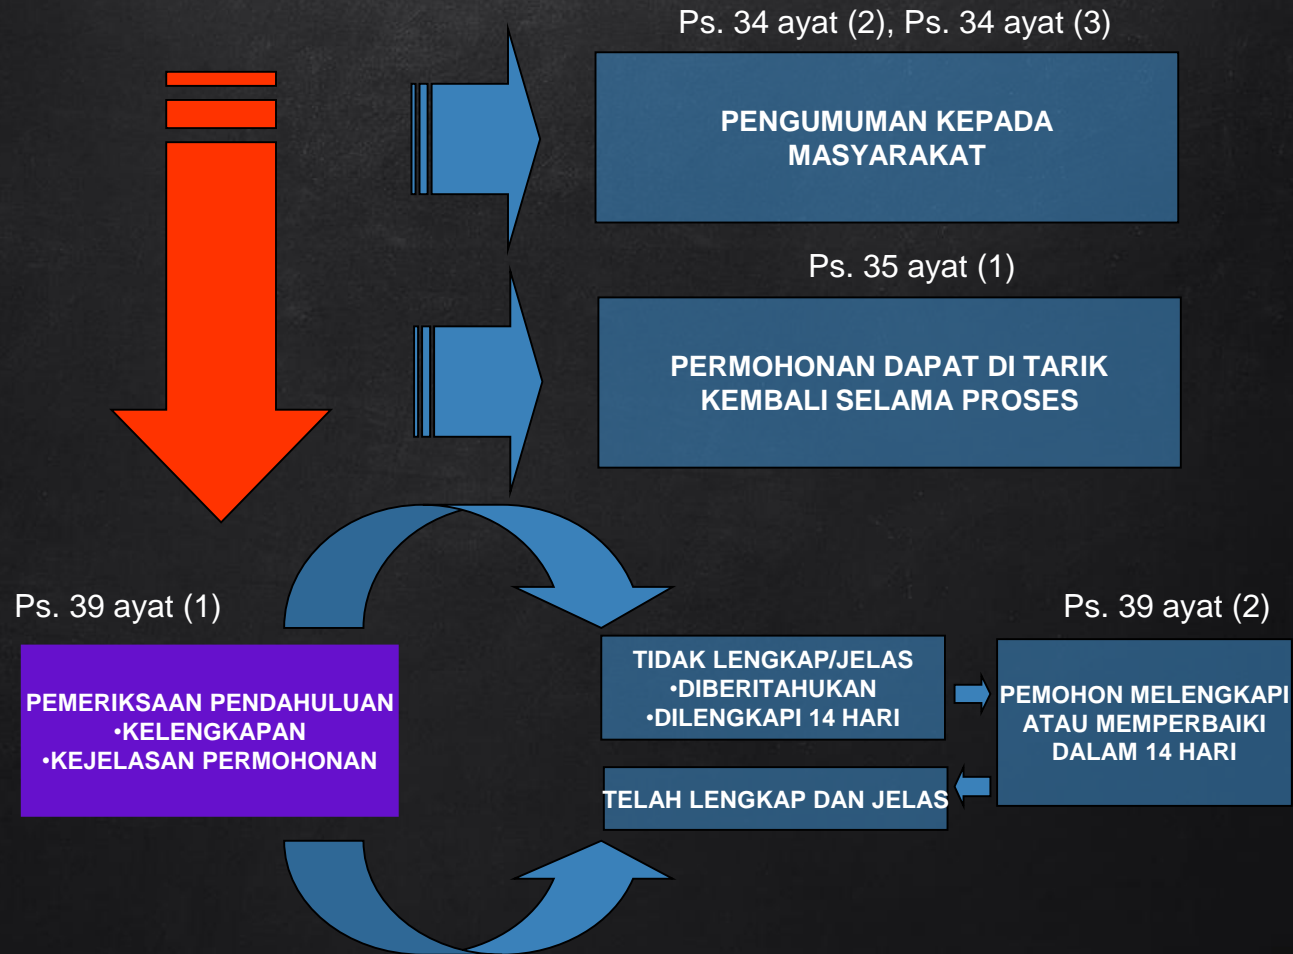 Ps. 34 ayat (2), Ps. 34 ayat (3)
PENGUMUMAN KEPADA
MASYARAKAT
Ps. 35 ayat (1)
PERMOHONAN DAPAT DI TARIK
KEMBALI SELAMA PROSES
Ps. 39 ayat (1)
PEMERIKSAAN PENDAHULUAN
•KELENGKAPAN
•KEJELASAN PERMOHONAN
TIDAK LENGKAP/JELAS
•DIBERITAHUKAN
•DILENGKAPI 14 HARI
Ps. 39 ayat (2)
PEMOHON MELENGKAPI
ATAU MEMPERBAIKI
DALAM 14 HARI
TELAH LENGKAP DAN JELAS